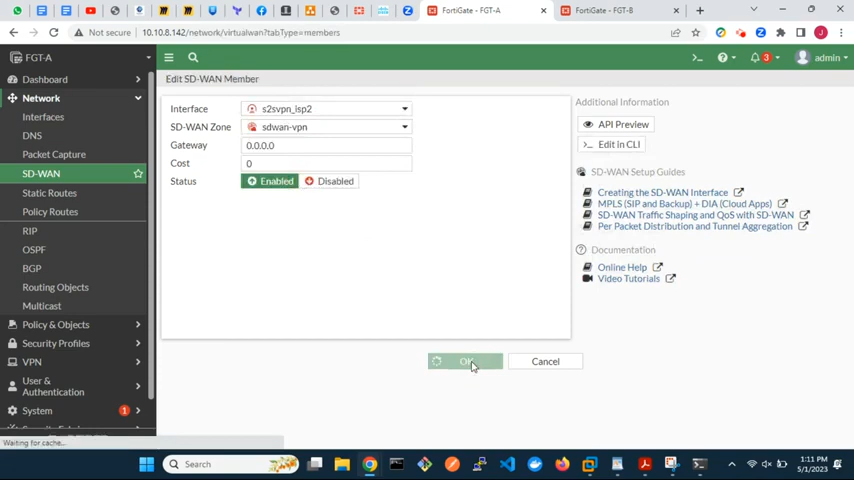 FortiGate - FGT-A
FortiGate - FGT-B
Not secure
10.10.8.142/network/virtualwan?tabType=members
J
FGT-A
3
admin
Dashboard
Network
Interfaces
DNS
Packet Capture
SD-WAN
Static Routes
Policy Routes
RIP
OSPF
BGP
Routing Objects
Multicast
Policy & Objects
Security Profiles
VPN
User &
Authentication
System
1
Waiting for cache...
Edit SD-WAN Member
Interface
s2svpn_isp2
SD-WAN Zone
sdwan-vpn
Gateway
0.0.0.0
Cost
0
Status
Enabled
Disabled
OK
Cancel
Additional Information
API Preview
>_ Edit in CLI
SD-WAN Setup Guides
Creating the SD-WAN Interface
MPLS (SIP and Backup) + DIA (Cloud Apps)
SD-WAN Traffic Shaping and QoS with SD-WAN
Per Packet Distribution and Tunnel Aggregation
Documentation
Online Help
Video Tutorials
Search
1:11 PM
5/1/2023